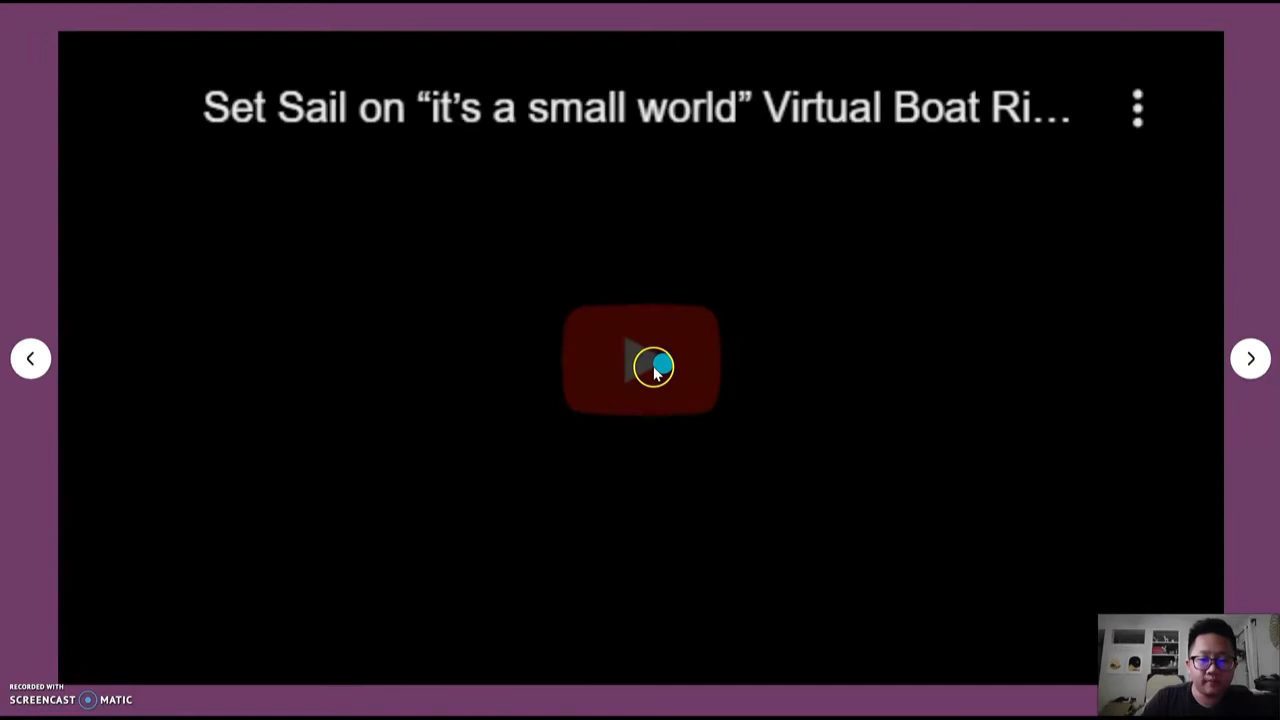 Set Sail on “it’s a small world” Virtual Boat Ri...
RECORDED WITH
SCREENCAST MATIC